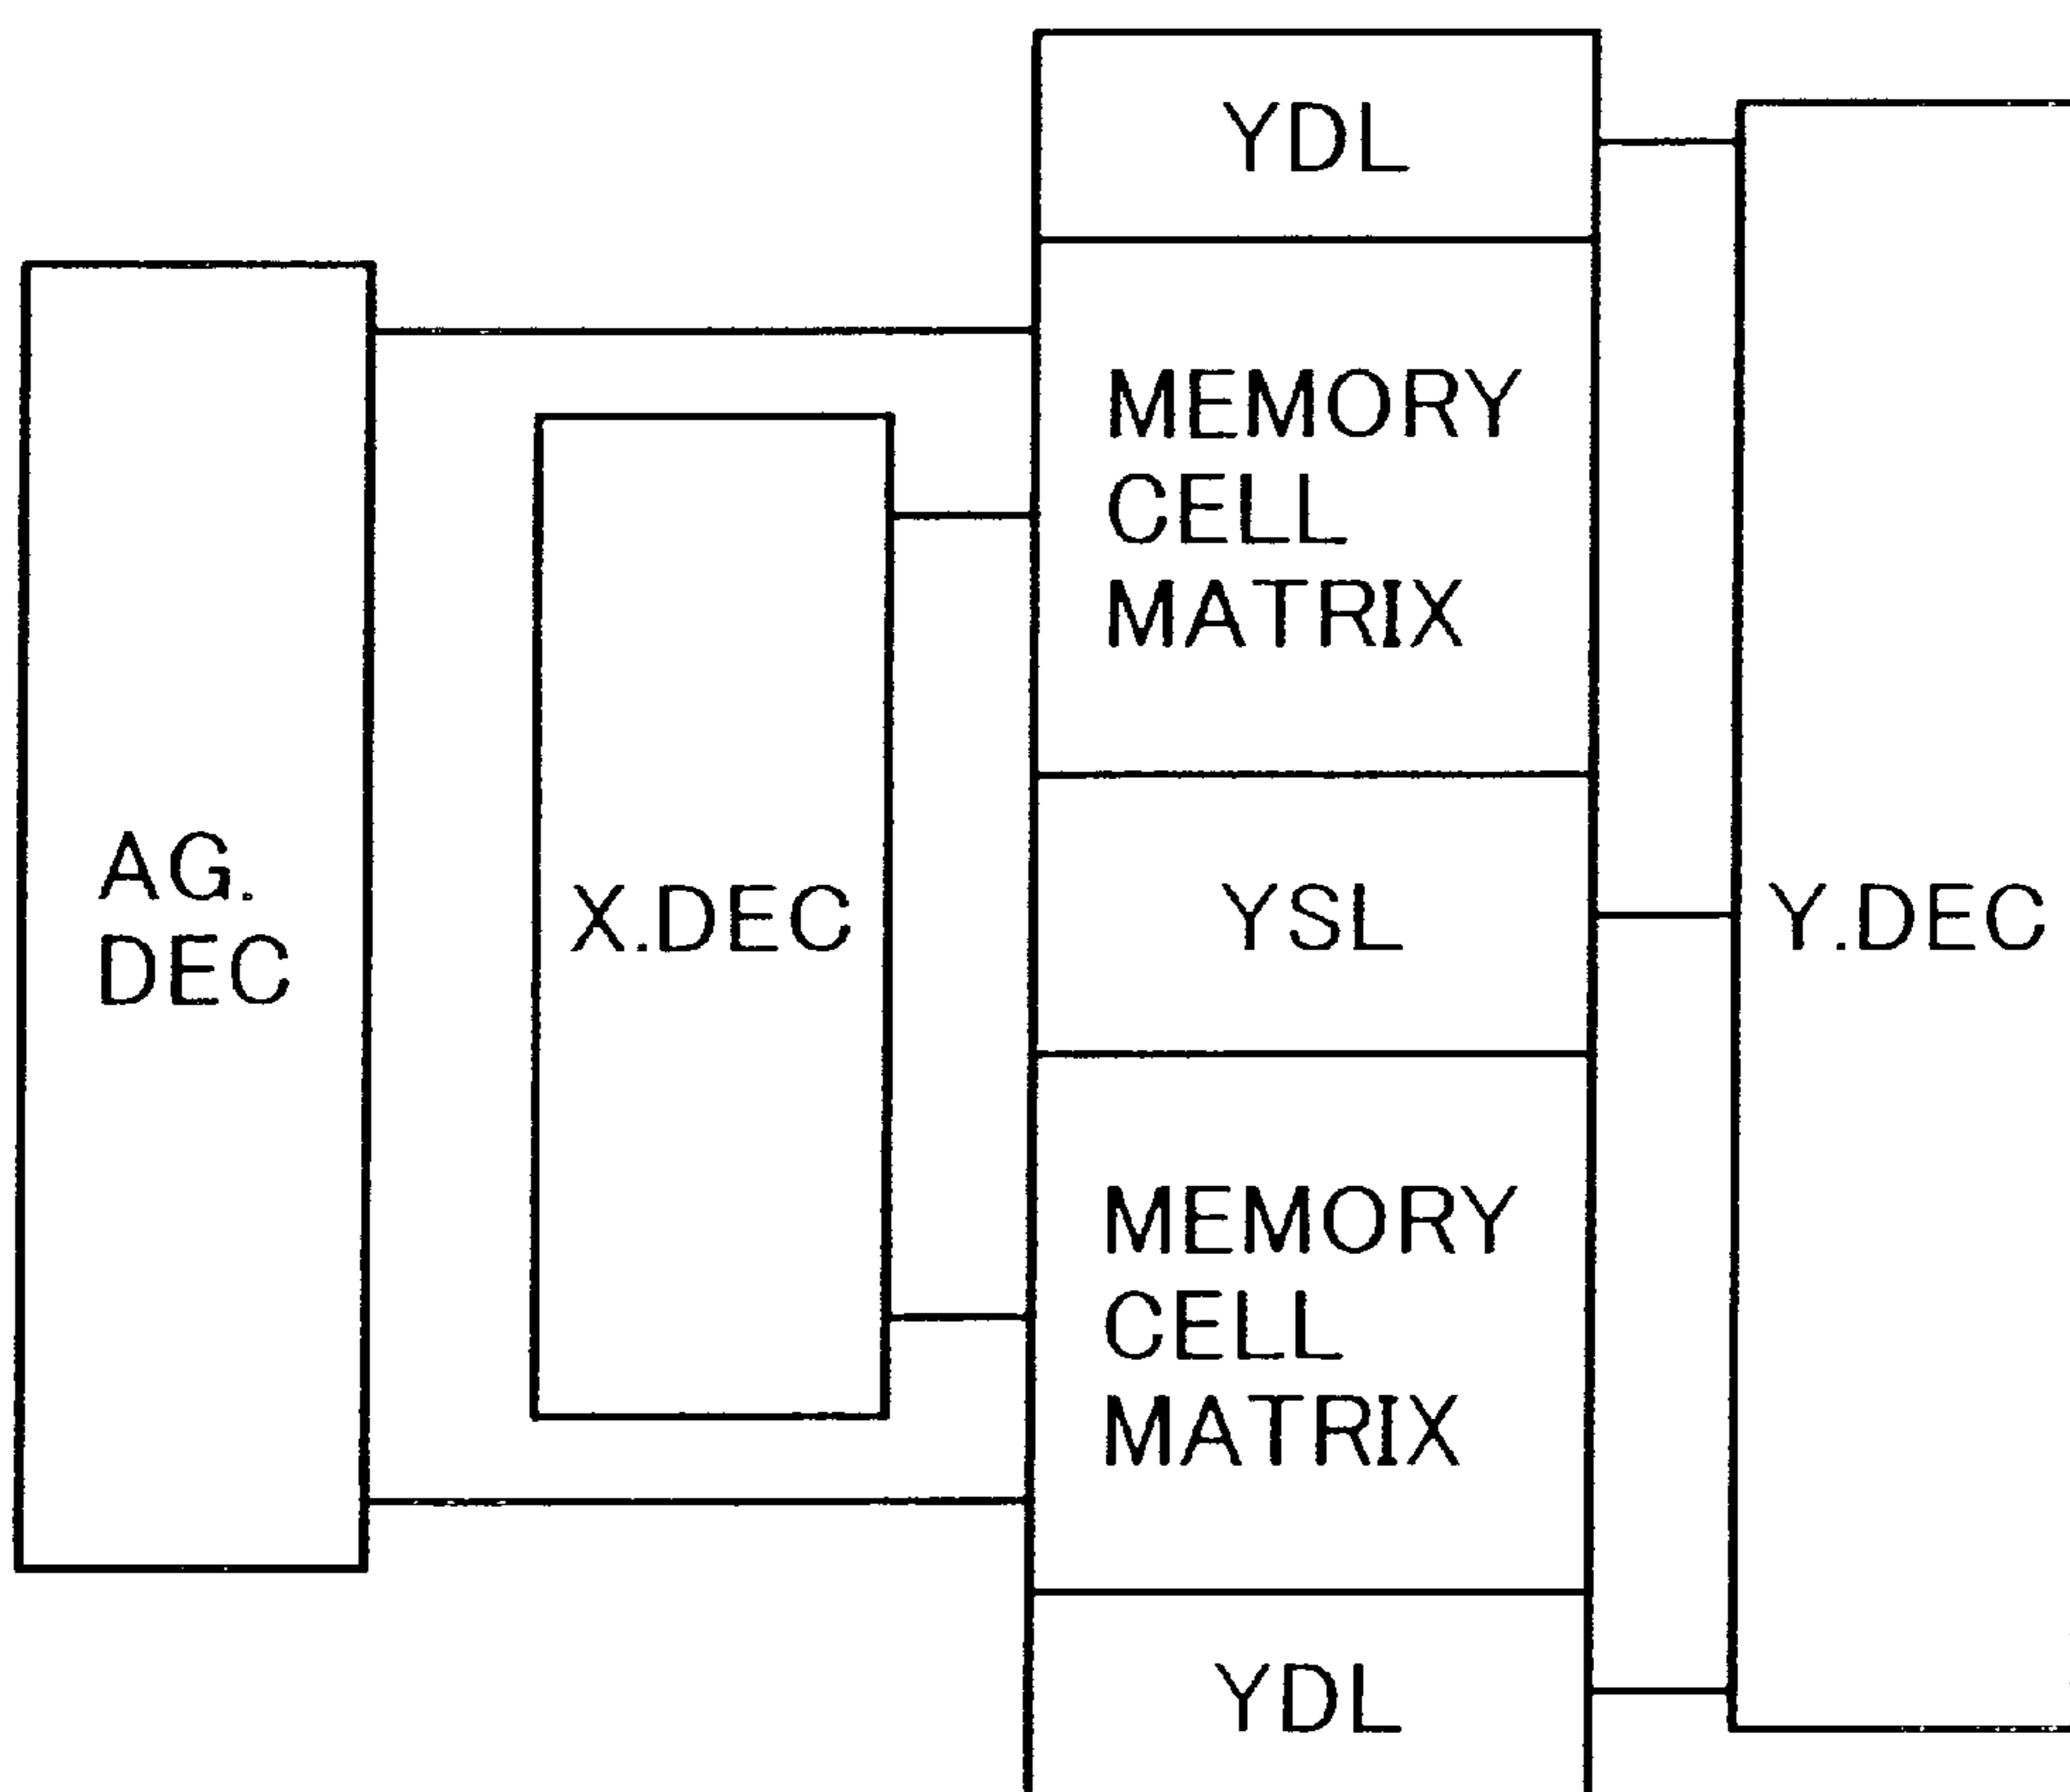 YDL
MEMORY
CELL
MATRIX
AG.
DEC
X.DEC
YSL
Y.DEC
MEMORY
CELL
MATRIX
YDL